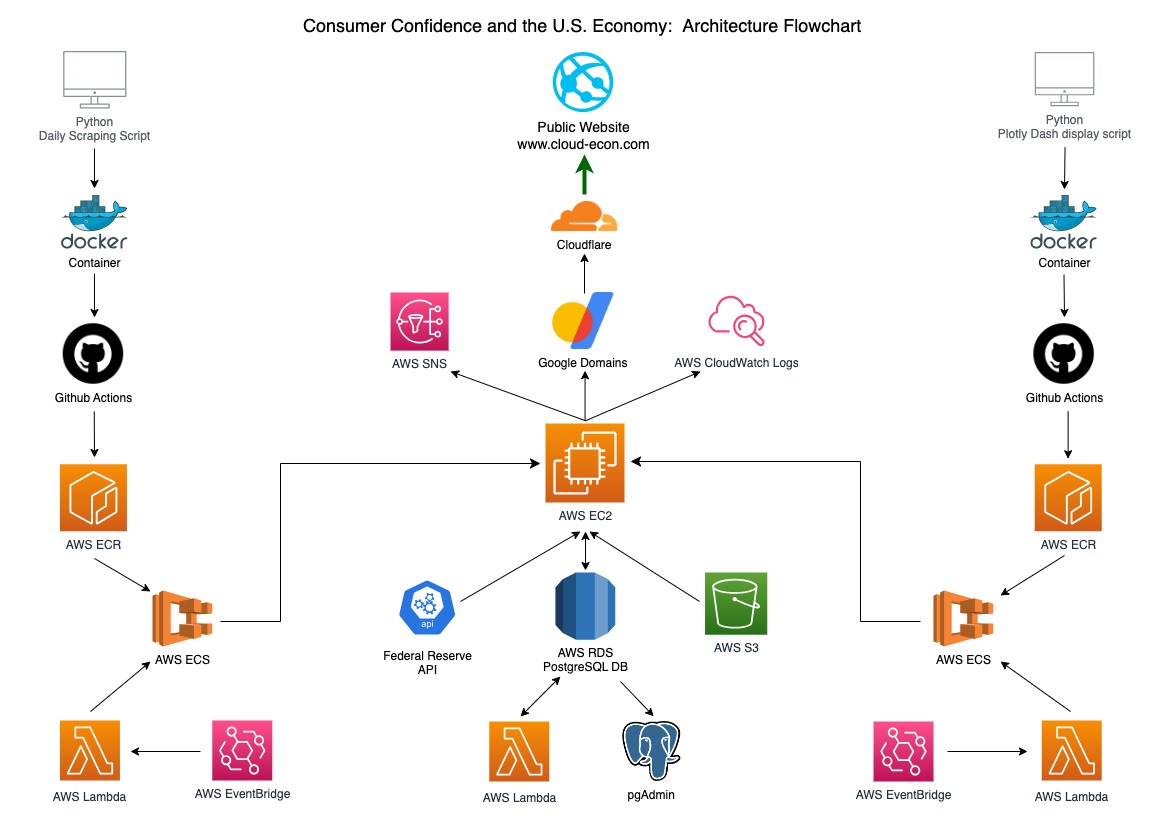 Consumer Confidence and the U.S. Economy:  Architecture Flowchart
Python
Daily Scraping Script
docker
Container
Github Actions
AWS ECR
AWS ECS
AWS Lambda
AWS EventBridge
Public Website
www.cloud-econ.com
Cloudflare
AWS SNS
Google Domains
AWS CloudWatch Logs
AWS EC2
api
Federal Reserve
API
AWS RDS
PostgreSQL DB
AWS S3
AWS Lambda
pgAdmin
Python
Plotly Dash display script
docker
Container
Github Actions
AWS ECR
AWS ECS
AWS EventBridge
AWS Lambda